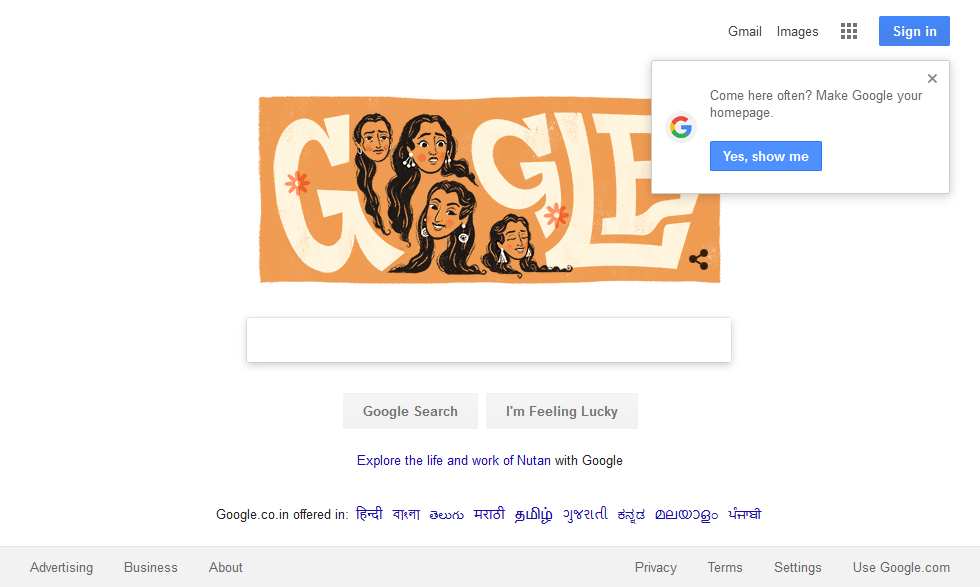 Gmail Images Sign in
Come here often? Make Google your
homepage.
Yes, show me
GOOGLE
Google Search I'm Feeling Lucky
Explore the life and work of Nutan with Google
Google.co.in offered in: हिन्दी বাংলা తెలుగు मराठी தமிழ் ગુજરાતી ಕನ್ನಡ മലയാളം ਪੰਜਾਬੀ
Advertising Business About Privacy Terms Settings Use Google.com